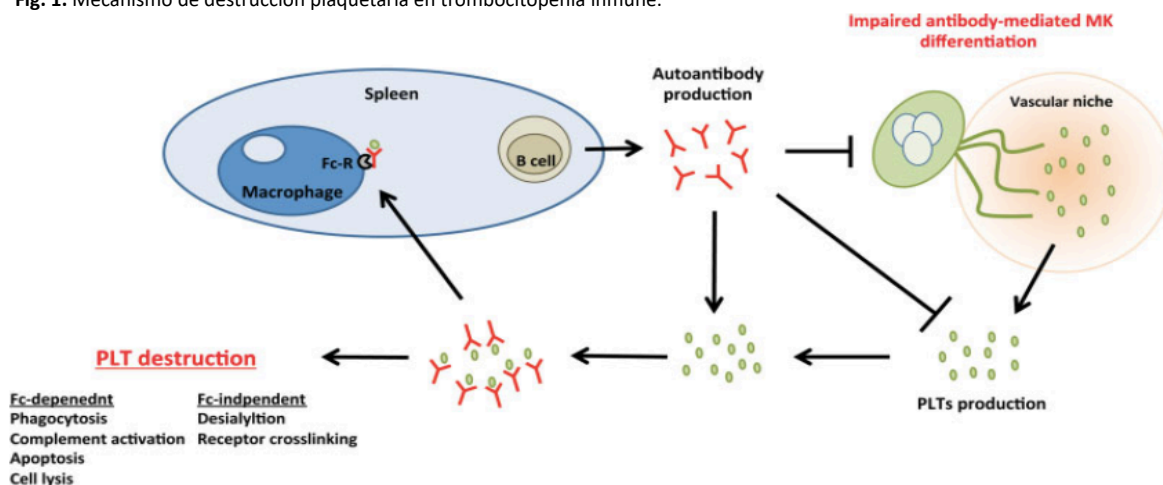 Fig. 1. Mecanismo de destrucción plaquetaria en trombocitopenia inmune.
Impaired antibody-mediated MK
differentiation
Spleen
Autoantibody
production
Vascular niche
Fc-R
B cell
Macrophage
PLT destruction
PLTs production
Fc-depenednt
Phagocytosis
Complement activation
Apoptosis
Cell lysis
Fc-indpendent
Desialyltion
Receptor crosslinking